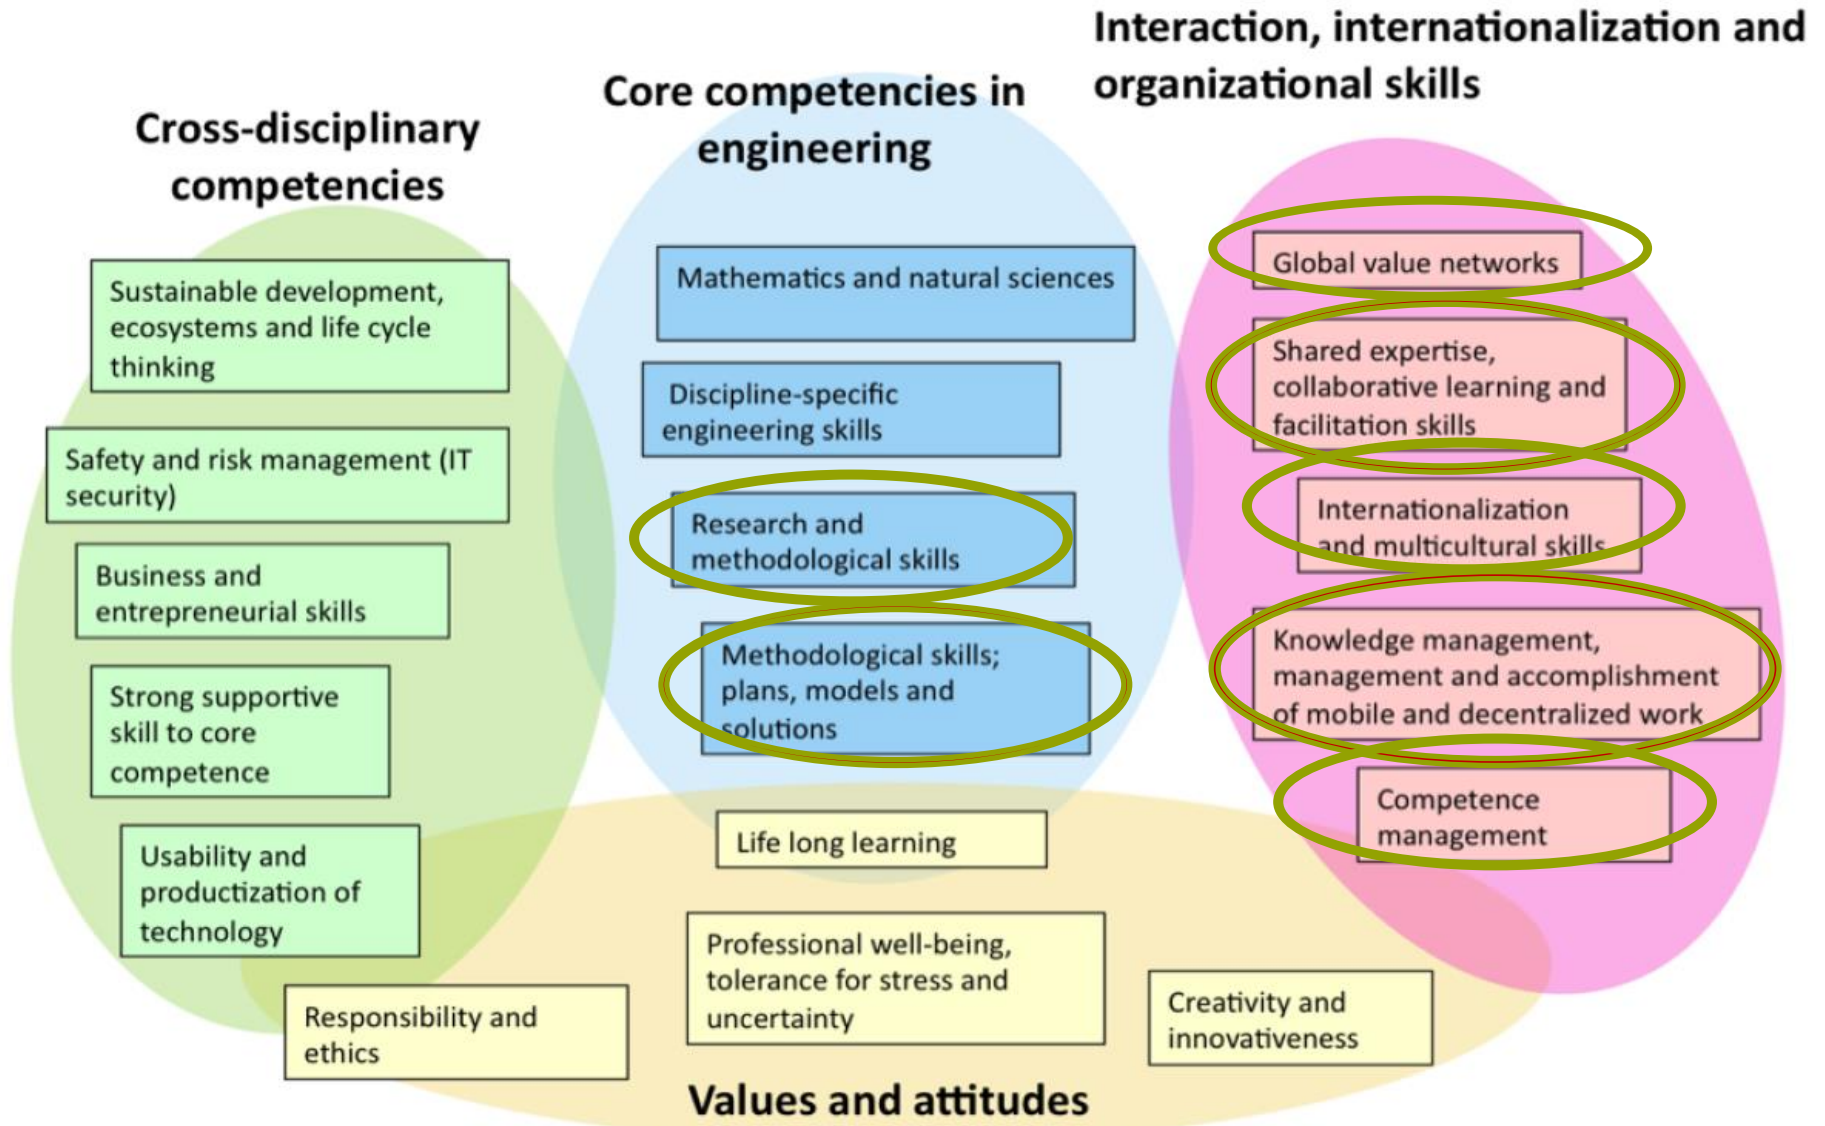 Interaction, internationalization and
organizational skills
Core competencies in
engineering
Cross-disciplinary
competencies
Sustainable development,
ecosystems and life cycle
thinking
Safety and risk management (IT
security)
Business and
entrepreneurial skills
Strong supportive
skill to core
competence
Usability and
productization of
technology
Mathematics and natural sciences
Discipline-specific
engineering skills
Research and
methodological skills
Methodological skills;
plans, models and
solutions
Global value networks
Shared expertise,
collaborative learning and
facilitation skills
Internationalization
and multicultural skills
Knowledge management,
management and accomplishment
of mobile and decentralized work
Competence
management
Life long learning
Professional well-being,
tolerance for stress and
uncertainty
Responsibility and
ethics
Creativity and
innovativeness
Values and attitudes